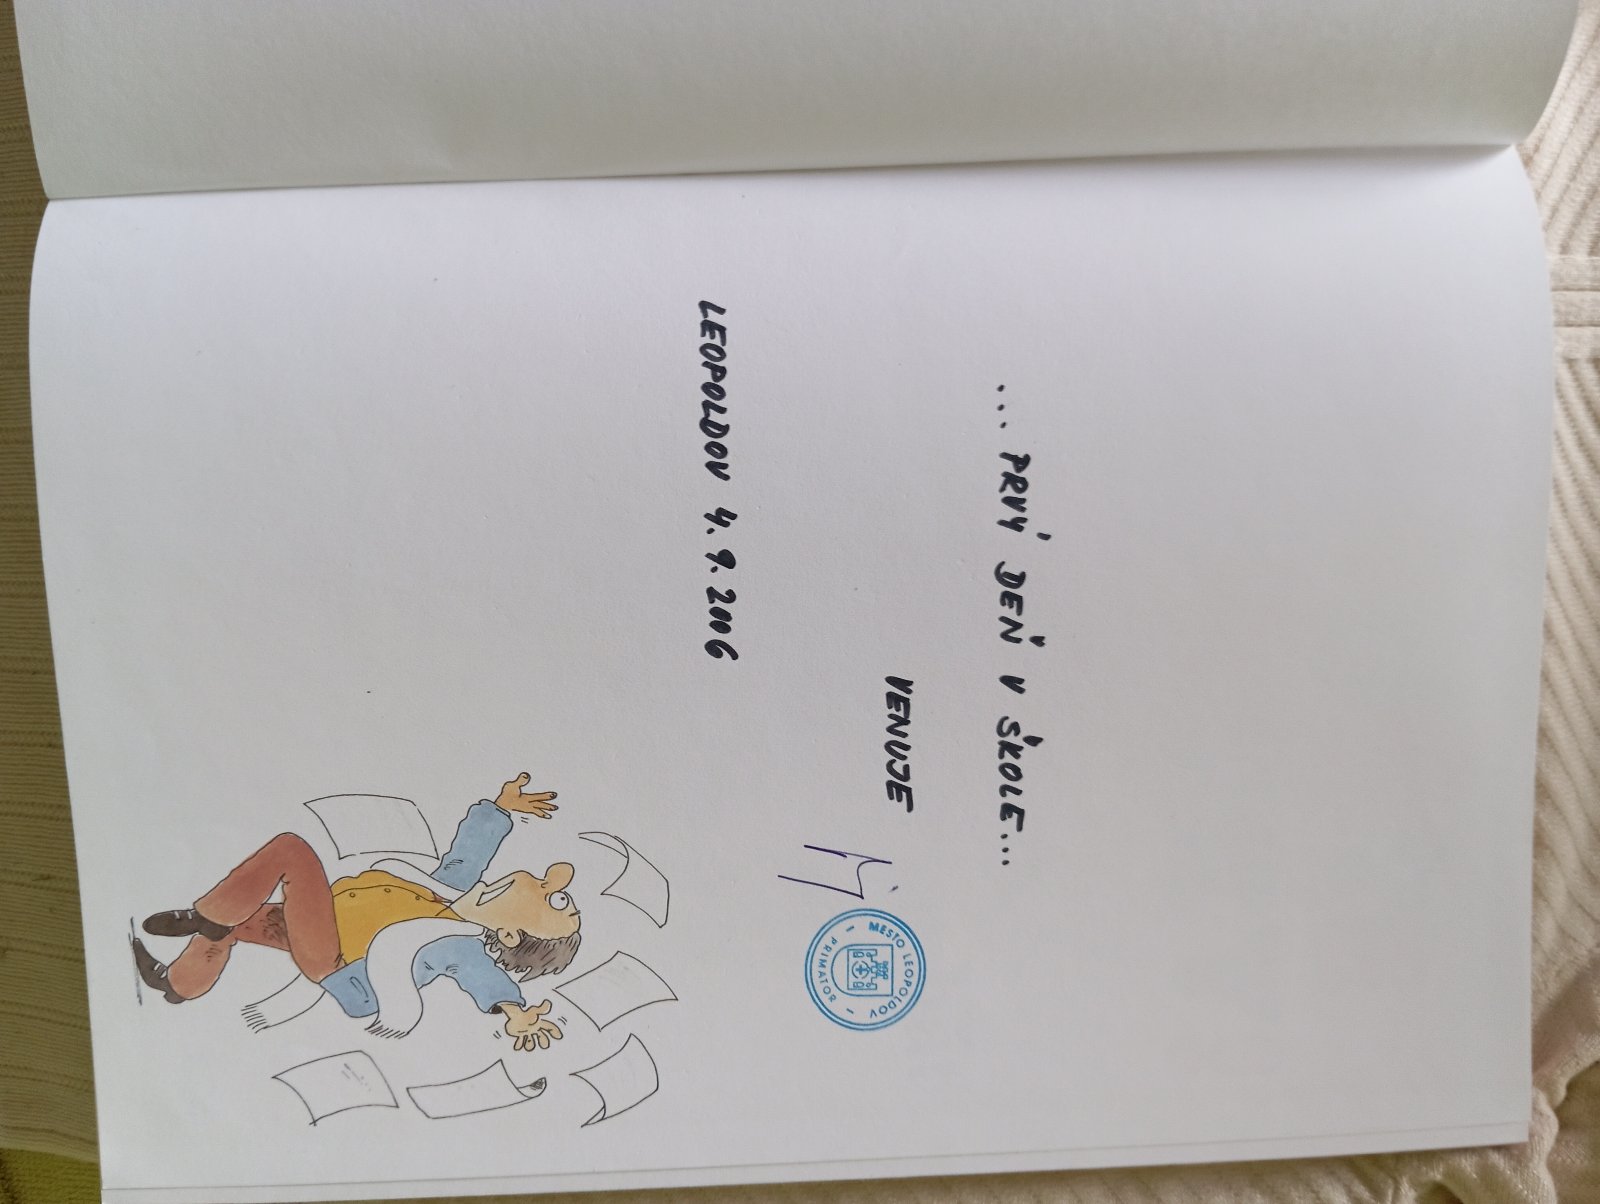 ... PRVÝ DEŇ V ŠKOLE...
VENUJE
MESTO LEOPOLDOV
– PRIMÁTOR –
LEOPOLDOV 4. 9. 2006